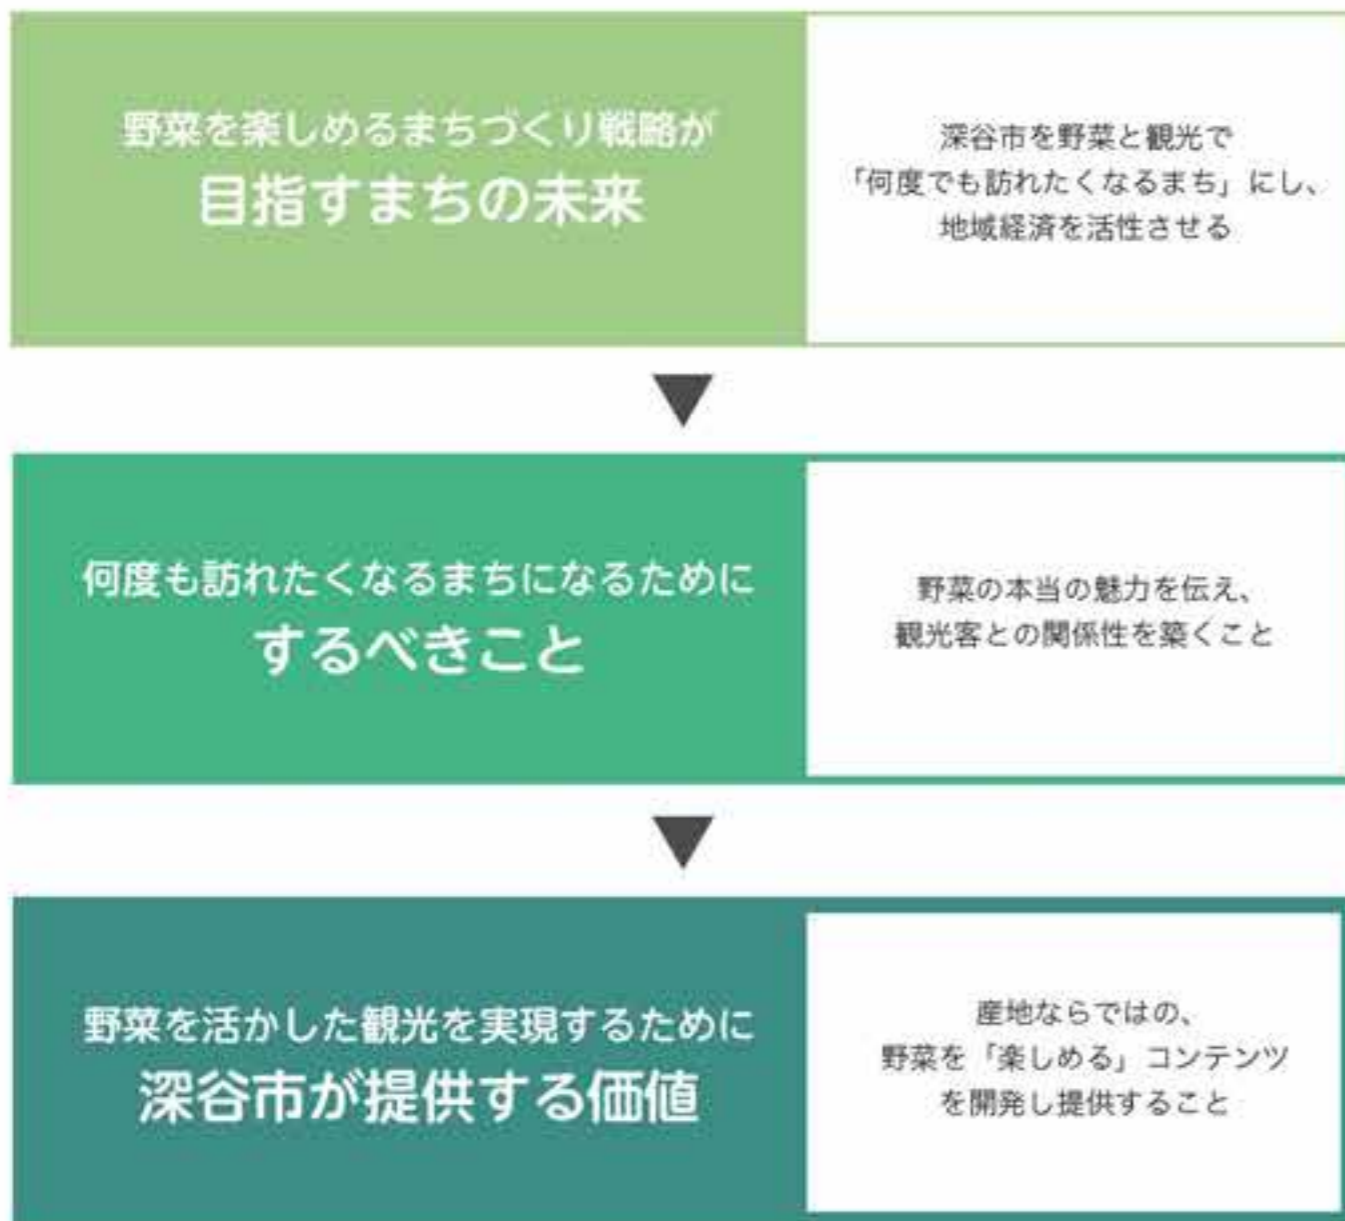 野菜を楽しめるまちづくり戦略が
目指すまちの未来
深谷市を野菜と観光で
「何度でも訪れたくなるまち」にし、
地域経済を活性させる
何度も訪れたくなるまちになるために
するべきこと
野菜の本当の魅力を伝え、
観光客との関係性を築くこと
野菜を活かした観光を実現するために
深谷市が提供する価値
産地ならではの、
野菜を「楽しめる」コンテンツ
を開発し提供すること